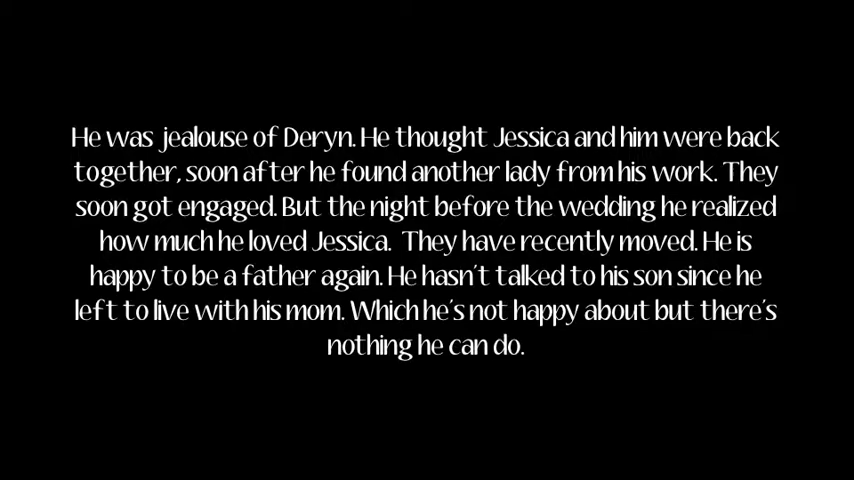 He was jealouse of Deryn. He thought Jessica and him were back
together, soon after he found another lady from his work. They
soon got engaged. But the night before the wedding he realized
how much he loved Jessica. They have recently moved. He is
happy to be a father again. He hasn't talked to his son since he
left to live with his mom. Which he's not happy about but there's
nothing he can do.